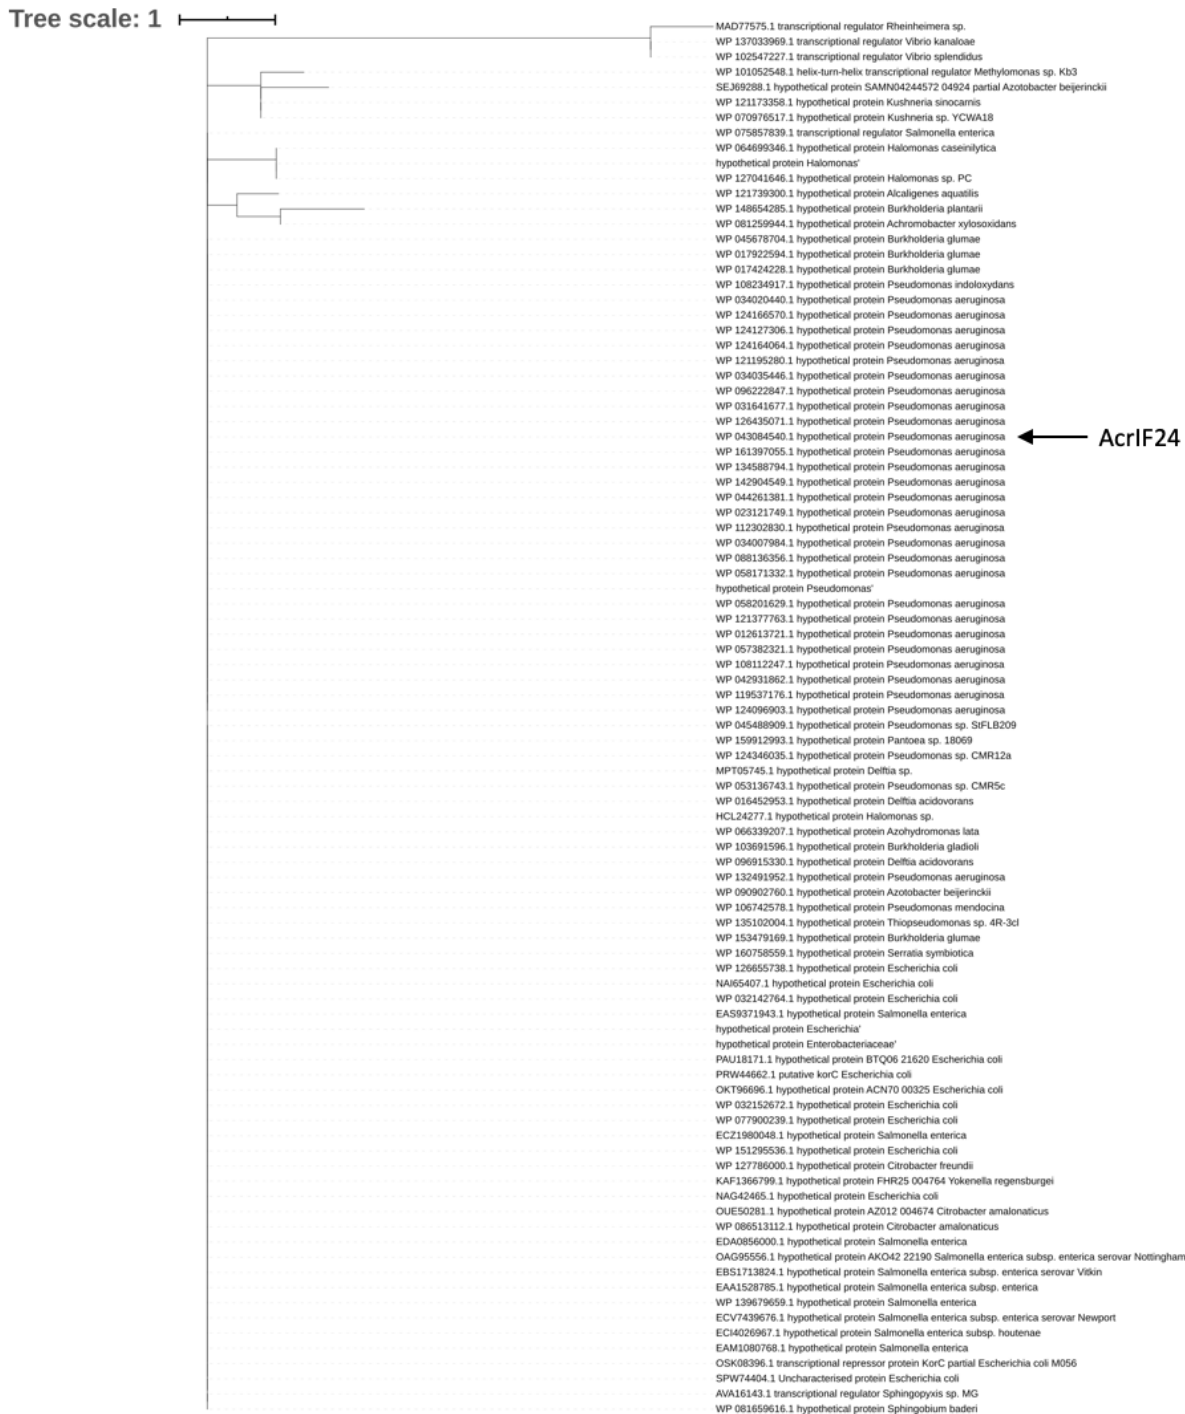 Tree scale: 1
MAD77575.1 transcriptional regulator Rheinheimera sp.
WP 137033969.1 transcriptional regulator Vibrio kanaloae
WP 102547227.1 transcriptional regulator Vibrio splendidus
WP 101052548.1 helix-turn-helix transcriptional regulator Methylomonas sp. Kb3
SEJ69288.1 hypothetical protein SAMN04244572 04924 partial Azotobacter beijerinckii
WP 121173358.1 hypothetical protein Kushneria sinocarnis
WP 070976517.1 hypothetical protein Kushneria sp. YCWA18
WP 075857839.1 transcriptional regulator Salmonella enterica
WP 064699346.1 hypothetical protein Halomonas caseinilytica
hypothetical protein Halomonas'
WP 127041646.1 hypothetical protein Halomonas sp. PC
WP 121739300.1 hypothetical protein Alcaligenes aquatilis
WP 148654285.1 hypothetical protein Burkholderia plantarii
WP 081259944.1 hypothetical protein Achromobacter xylosoxidans
WP 045678704.1 hypothetical protein Burkholderia glumae
WP 017922594.1 hypothetical protein Burkholderia glumae
WP 017424228.1 hypothetical protein Burkholderia glumae
WP 108234917.1 hypothetical protein Pseudomonas indoloxydans
WP 034020440.1 hypothetical protein Pseudomonas aeruginosa
WP 124166570.1 hypothetical protein Pseudomonas aeruginosa
WP 124127306.1 hypothetical protein Pseudomonas aeruginosa
WP 124164064.1 hypothetical protein Pseudomonas aeruginosa
WP 121195280.1 hypothetical protein Pseudomonas aeruginosa
WP 034035446.1 hypothetical protein Pseudomonas aeruginosa
WP 096222847.1 hypothetical protein Pseudomonas aeruginosa
WP 031641677.1 hypothetical protein Pseudomonas aeruginosa
WP 126435071.1 hypothetical protein Pseudomonas aeruginosa
WP 043084540.1 hypothetical protein Pseudomonas aeruginosa AcrIF24
WP 161397055.1 hypothetical protein Pseudomonas aeruginosa
WP 134588794.1 hypothetical protein Pseudomonas aeruginosa
WP 142904549.1 hypothetical protein Pseudomonas aeruginosa
WP 044261381.1 hypothetical protein Pseudomonas aeruginosa
WP 023121749.1 hypothetical protein Pseudomonas aeruginosa
WP 112302830.1 hypothetical protein Pseudomonas aeruginosa
WP 034007984.1 hypothetical protein Pseudomonas aeruginosa
WP 088136356.1 hypothetical protein Pseudomonas aeruginosa
WP 058171332.1 hypothetical protein Pseudomonas aeruginosa
hypothetical protein Pseudomonas'
WP 058201629.1 hypothetical protein Pseudomonas aeruginosa
WP 121377763.1 hypothetical protein Pseudomonas aeruginosa
WP 012613721.1 hypothetical protein Pseudomonas aeruginosa
WP 057382321.1 hypothetical protein Pseudomonas aeruginosa
WP 108112247.1 hypothetical protein Pseudomonas aeruginosa
WP 042931862.1 hypothetical protein Pseudomonas aeruginosa
WP 119537176.1 hypothetical protein Pseudomonas aeruginosa
WP 124096903.1 hypothetical protein Pseudomonas aeruginosa
WP 045488909.1 hypothetical protein Pseudomonas sp. StFLB209
WP 159912993.1 hypothetical protein Pantoea sp. 18069
WP 124346035.1 hypothetical protein Pseudomonas sp. CMR12a
MPT05745.1 hypothetical protein Delftia sp.
WP 053136743.1 hypothetical protein Pseudomonas sp. CMR5c
WP 016452953.1 hypothetical protein Delftia acidovorans
HCL24277.1 hypothetical protein Halomonas sp.
WP 066339207.1 hypothetical protein Azohydromonas lata
WP 103691596.1 hypothetical protein Burkholderia gladioli
WP 096915330.1 hypothetical protein Delftia acidovorans
WP 132491952.1 hypothetical protein Pseudomonas aeruginosa
WP 090902760.1 hypothetical protein Azotobacter beijerinckii
WP 106742578.1 hypothetical protein Pseudomonas mendocina
WP 135102004.1 hypothetical protein Thiopseudomonas sp. 4R-3cl
WP 153479169.1 hypothetical protein Burkholderia glumae
WP 160758559.1 hypothetical protein Serratia symbiotica
WP 126655738.1 hypothetical protein Escherichia coli
NAI65407.1 hypothetical protein Escherichia coli
WP 032142764.1 hypothetical protein Escherichia coli
EAS9371943.1 hypothetical protein Salmonella enterica
hypothetical protein Escherichia'
hypothetical protein Enterobacteriaceae'
PAU18171.1 hypothetical protein BTQ06 21620 Escherichia coli
PRW44662.1 putative korC Escherichia coli
OKT96696.1 hypothetical protein ACN70 00325 Escherichia coli
WP 032152672.1 hypothetical protein Escherichia coli
WP 077900239.1 hypothetical protein Escherichia coli
ECZ1980048.1 hypothetical protein Salmonella enterica
WP 151295536.1 hypothetical protein Escherichia coli
WP 127786000.1 hypothetical protein Citrobacter freundii
KAF1366799.1 hypothetical protein FHR25 004764 Yokenella regensburgei
NAG42465.1 hypothetical protein Escherichia coli
OUE50281.1 hypothetical protein AZ012 004674 Citrobacter amalonaticus
WP 086513112.1 hypothetical protein Citrobacter amalonaticus
EDA0856000.1 hypothetical protein Salmonella enterica
OAG95556.1 hypothetical protein AKO42 22190 Salmonella enterica subsp. enterica serovar Nottingham
EBS1713824.1 hypothetical protein Salmonella enterica subsp. enterica serovar Vitkin
EAA1528785.1 hypothetical protein Salmonella enterica subsp. enterica
WP 139679659.1 hypothetical protein Salmonella enterica
ECV7439676.1 hypothetical protein Salmonella enterica subsp. enterica serovar Newport
ECI4026967.1 hypothetical protein Salmonella enterica subsp. houtenae
EAM1080768.1 hypothetical protein Salmonella enterica
OSK08396.1 transcriptional repressor protein KorC partial Escherichia coli M056
SPW74404.1 Uncharacterised protein Escherichia coli
AVA16143.1 transcriptional regulator Sphingopyxis sp. MG
WP 081659616.1 hypothetical protein Sphingobium baderi